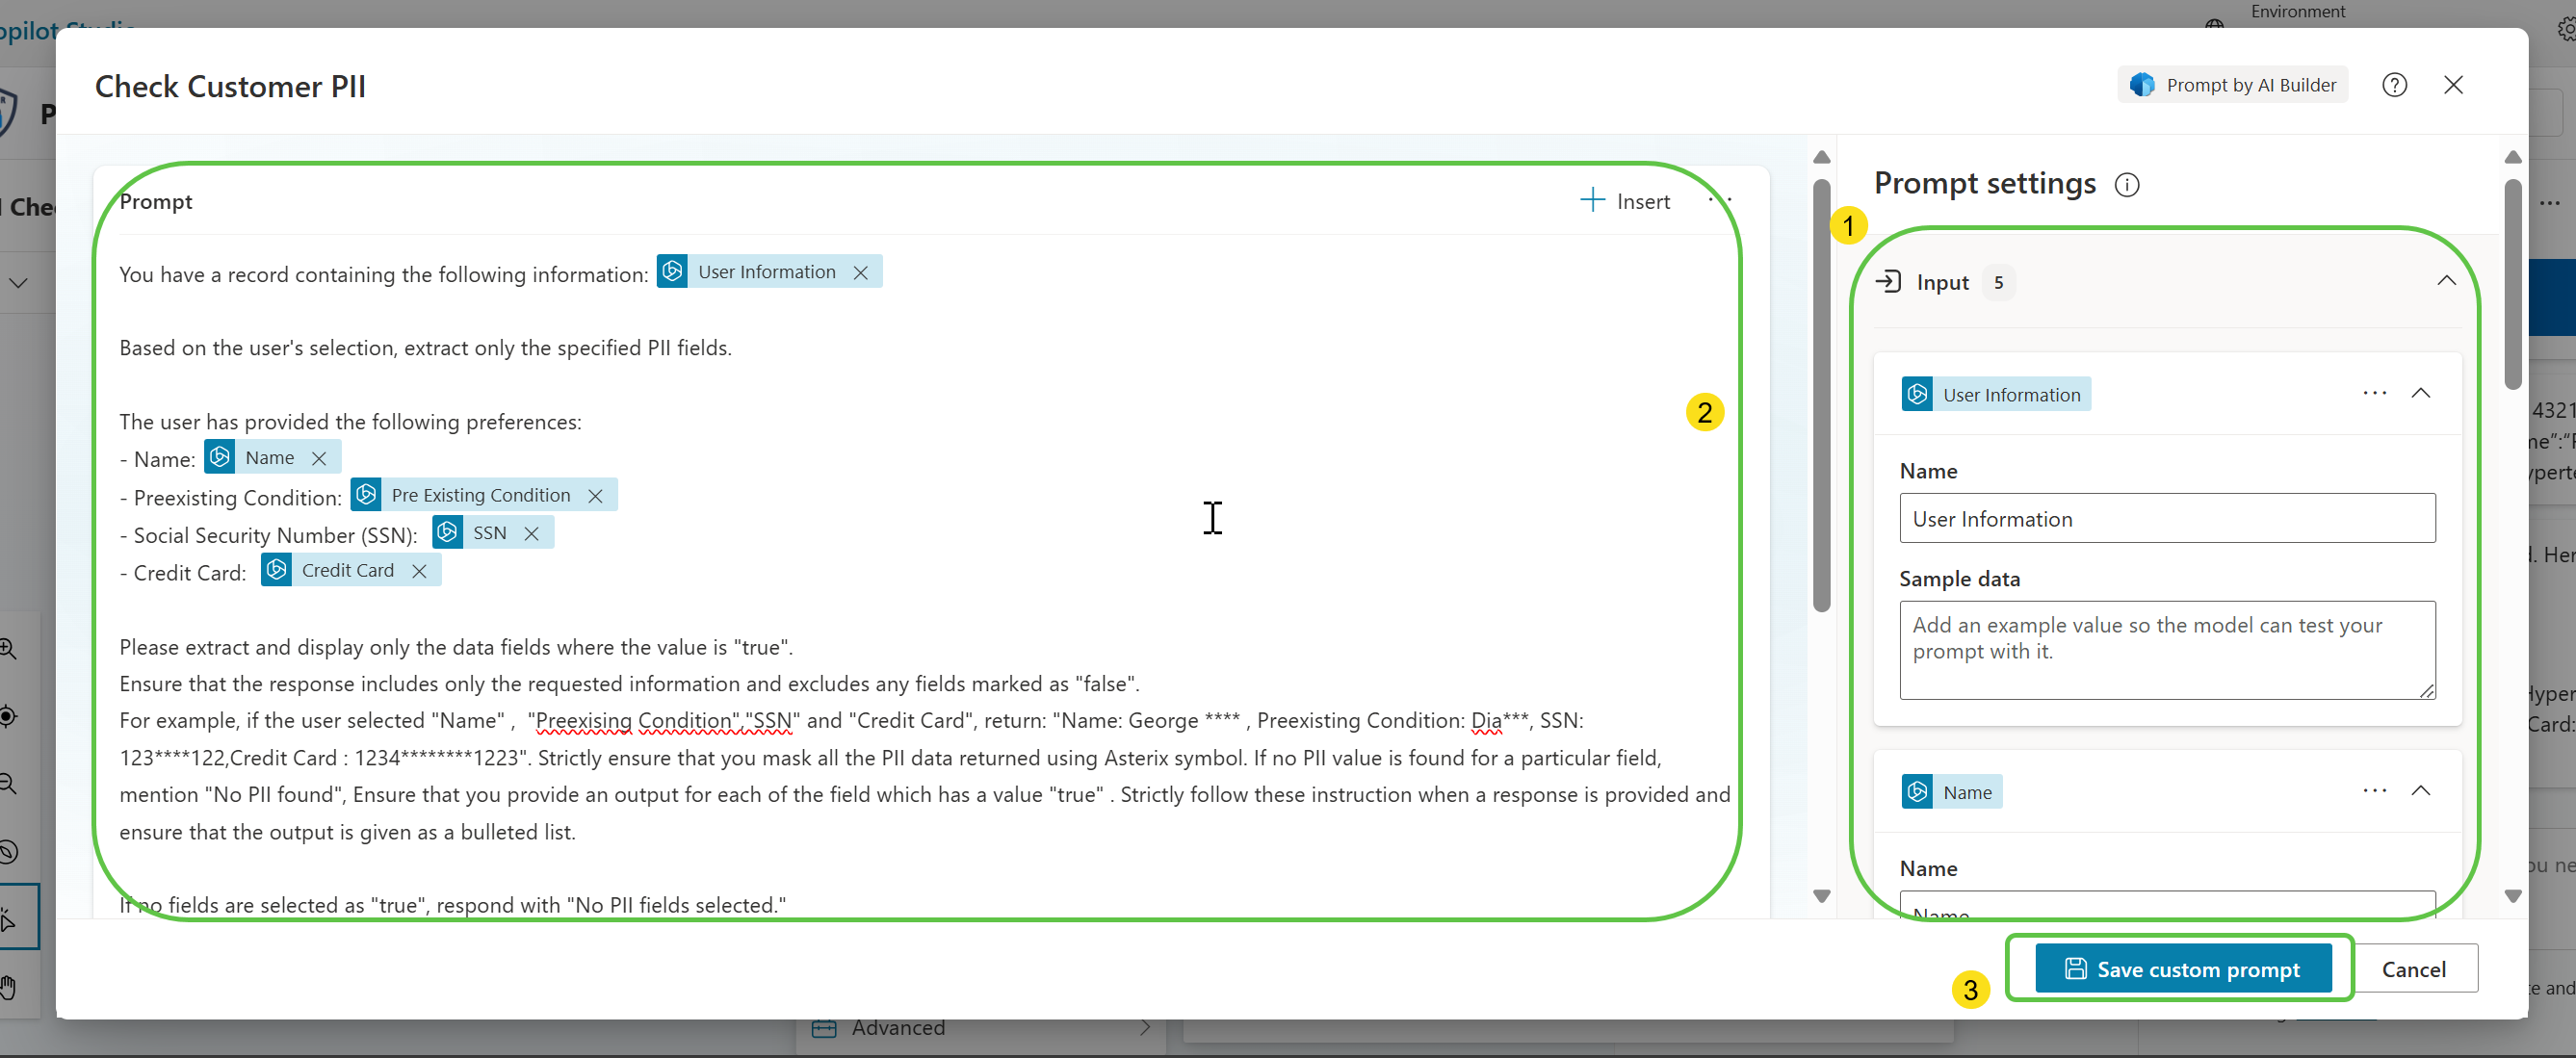 Environment
Check Customer PII
Prompt by AI Builder
Prompt
Insert
You have a record containing the following information: User Information
Based on the user's selection, extract only the specified PII fields.
The user has provided the following preferences:
- Name: Name
- Preexisting Condition: Pre Existing Condition
- Social Security Number (SSN): SSN
- Credit Card: Credit Card
Please extract and display only the data fields where the value is "true".
Ensure that the response includes only the requested information and excludes any fields marked as "false".
For example, if the user selected "Name" , "Preexising Condition","SSN" and "Credit Card", return: "Name: George **** , Preexisting Condition: Dia***, SSN:
123****122,Credit Card : 1234********1223". Strictly ensure that you mask all the PII data returned using Asterix symbol. If no PII value is found for a particular field,
mention "No PII found", Ensure that you provide an output for each of the field which has a value "true" . Strictly follow these instruction when a response is provided and
ensure that the output is given as a bulleted list.
If no fields are selected as "true", respond with "No PII fields selected."
2
1
Prompt settings
Input 5
User Information
Name
User Information
Sample data
Add an example value so the model can test your
prompt with it.
Name
Name
Name
3
Save custom prompt
Cancel
Advanced
4321
Card: